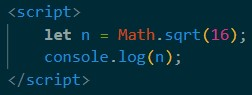 <script>
    let n = Math.sqrt(16);
    console.log(n);
</script>